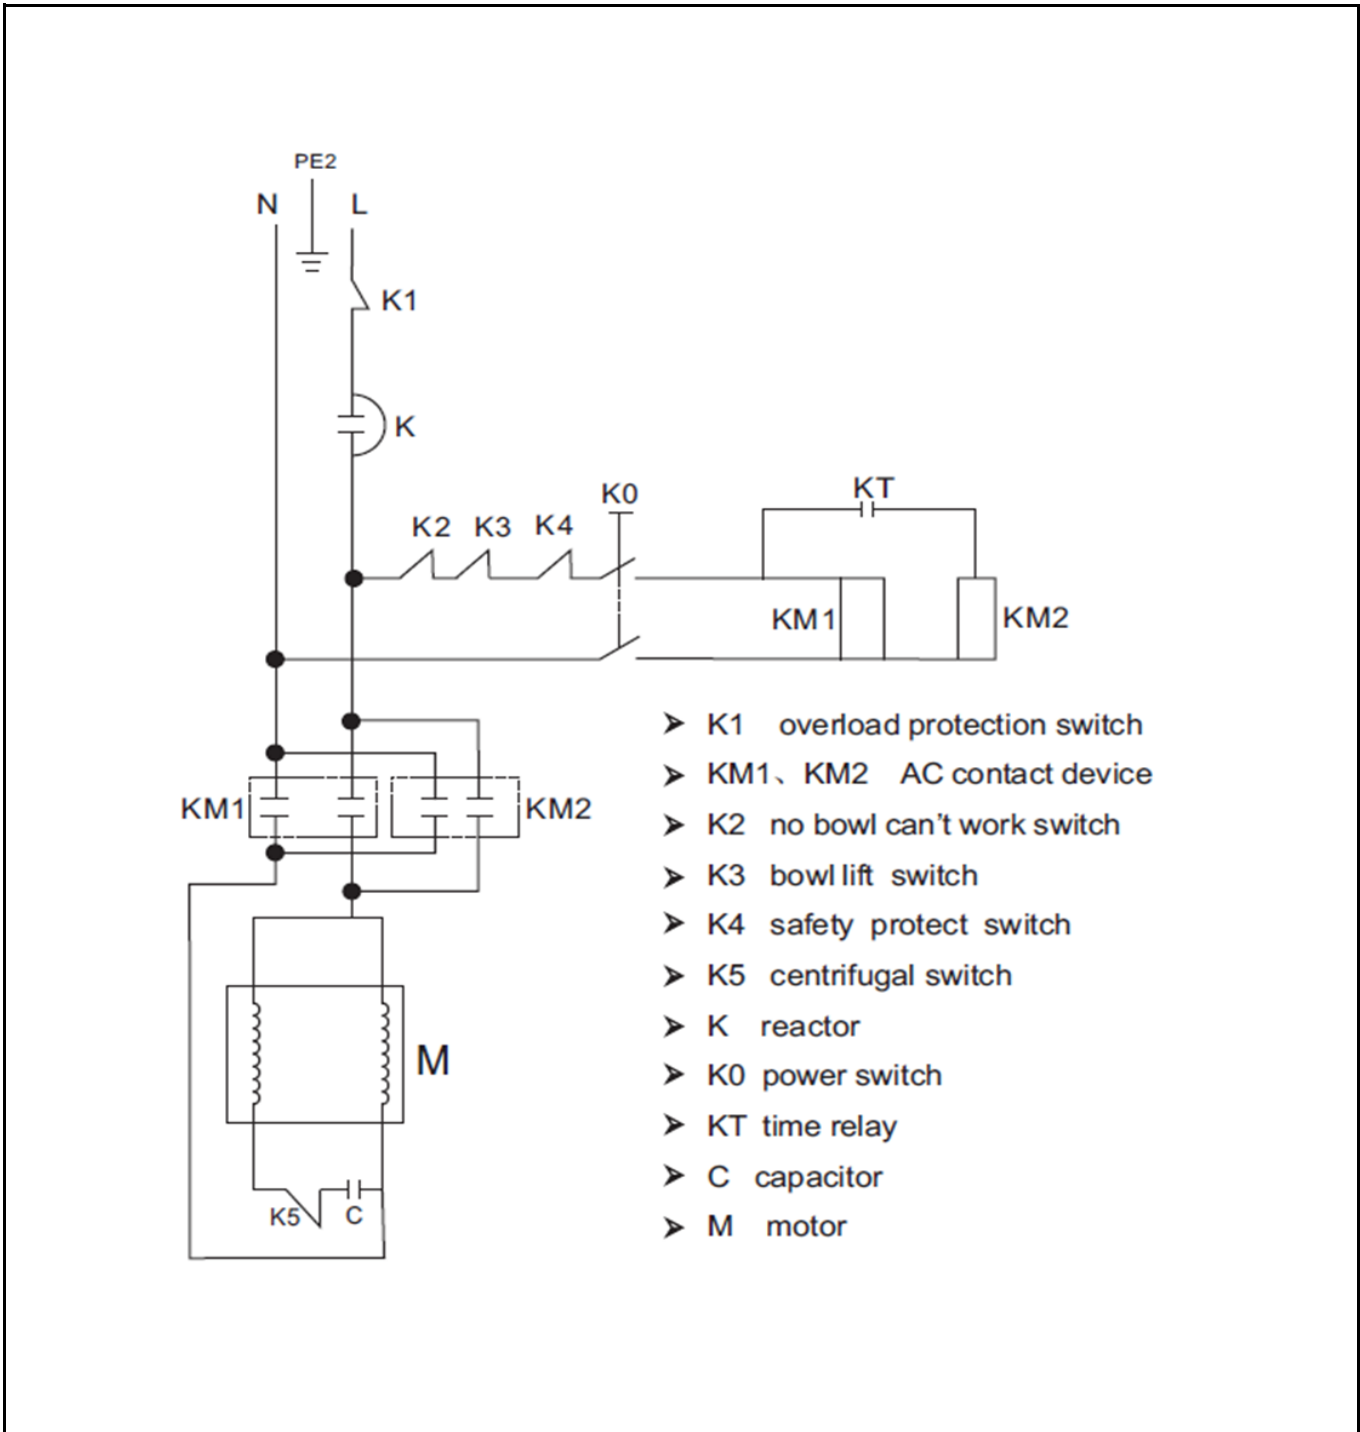 PE2
N L
K1
K
K0
KT
K2 K3 K4
KM1
KM2
KM1
KM2
M
K5 C
K1 overload protection switch
KM1、KM2 AC contact device
K2 no bowl can't work switch
K3 bowl lift switch
K4 safety protect switch
K5 centrifugal switch
K reactor
K0 power switch
KT time relay
C capacitor
M motor